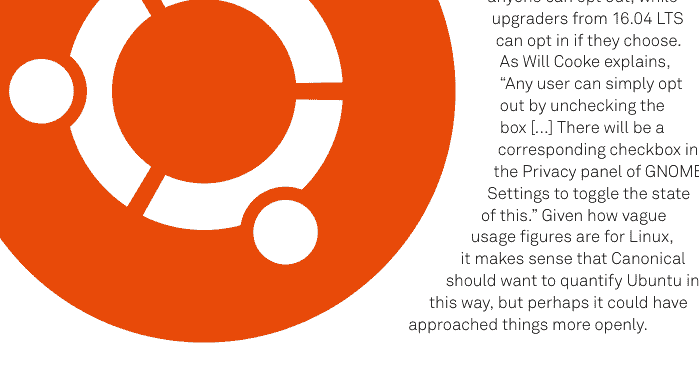 anyone can opt out, while
upgraders from 16.04 LTS
can opt in if they choose.
As Will Cooke explains,
“Any user can simply opt
out by unchecking the
box [...] There will be a
corresponding checkbox in
the Privacy panel of GNOME
Settings to toggle the state
of this.” Given how vague
usage figures are for Linux,
it makes sense that Canonical
should want to quantify Ubuntu in
this way, but perhaps it could have
approached things more openly.